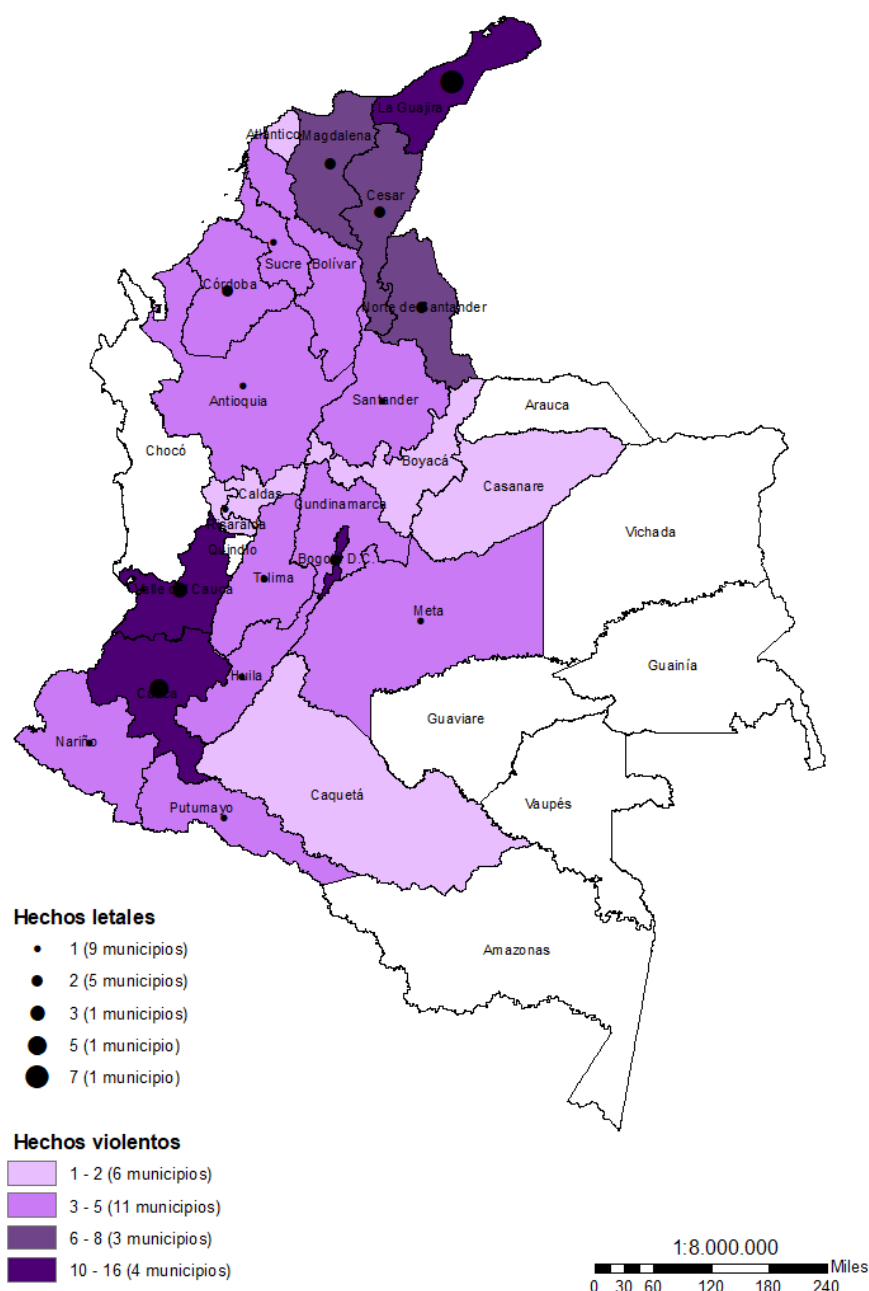 La Guajira
Atlántico
Magdalena
Cesar
Sucre
Bolívar
Córdoba
Norte de Santander
Antioquia
Santander
Arauca
Chocó
Boyacá
Casanare
Caldas
Cundinamarca
Risaralda
Vichada
Quindío
Bogotá D.C.
Valle del Cauca
Tolima
Meta
Guainía
Huila
Cauca
Guaviare
Nariño
Caquetá
Vaupés
Putumayo
Amazonas
Hechos letales
1 (9 municipios)
2 (5 municipios)
3 (1 municipios)
5 (1 municipio)
7 (1 municipio)
Hechos violentos
1 - 2 (6 municipios)
3 - 5 (11 municipios)
6 - 8 (3 municipios)
10 - 16 (4 municipios)
1:8.000.000
Miles
0 30 60 120 180 240